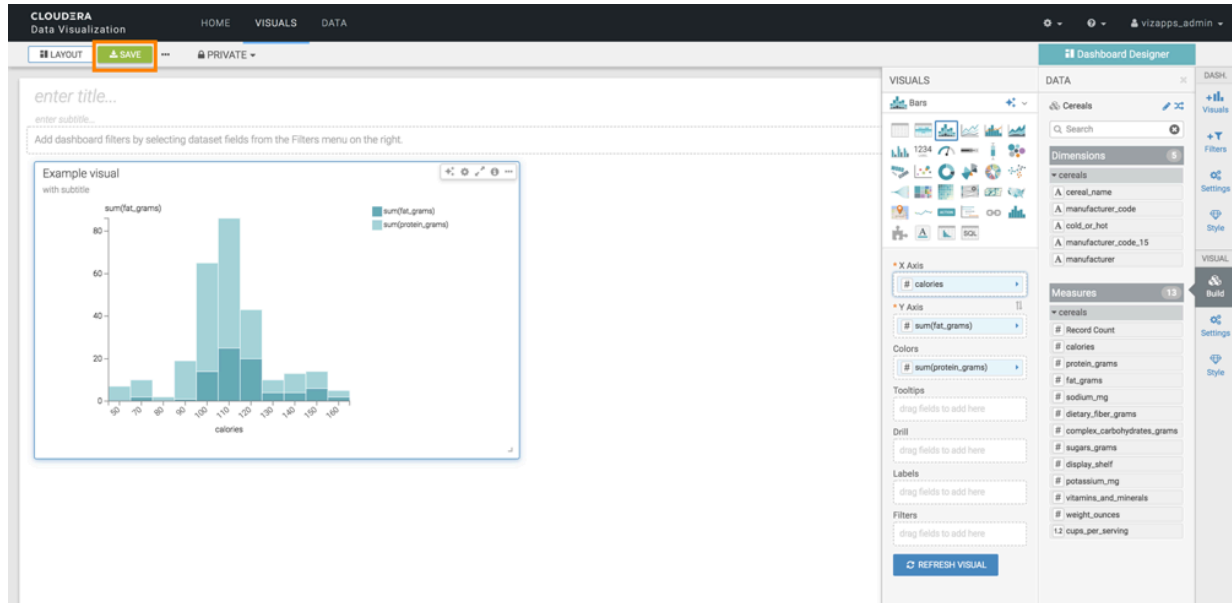 CLOUDERA
Data Visualization
HOME VISUALS DATA
vizapps_admin
LAYOUT SAVE PRIVATE
Dashboard Designer
enter title...
enter subtitle...
Add dashboard filters by selecting dataset fields from the Filters menu on the right.
Example visual
with subtitle
sum(fat_grams)
80
60
40
20
0
50 70 80 90 100 110 120 130 140 150 160
calories
sum(fat_grams)
sum(protein_grams)
VISUALS
Bars
1234
SQL
* X Axis
# calories
* Y Axis
# sum(fat_grams)
Colors
# sum(protein_grams)
Tooltips
drag fields to add here
Drill
drag fields to add here
Labels
drag fields to add here
Filters
drag fields to add here
REFRESH VISUAL
DATA
Cereals
Search
Dimensions 5
cereals
A cereal_name
A manufacturer_code
A cold_or_hot
A manufacturer_code_15
A manufacturer
Measures 13
cereals
# Record Count
# calories
# protein_grams
# fat_grams
# sodium_mg
# dietary_fiber_grams
# complex_carbohydrates_grams
# sugars_grams
# display_shelf
# potassium_mg
# vitamins_and_minerals
# weight_ounces
1.2 cups_per_serving
DASH.
Visuals
Filters
Settings
Style
VISUAL
Build
Settings
Style